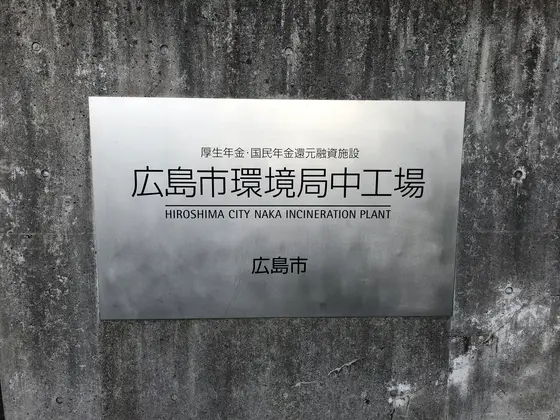 厚生年金・国民年金還元融資施設
広島市環境局中工場
HIROSHIMA CITY NAKA INCINERATION PLANT
広島市